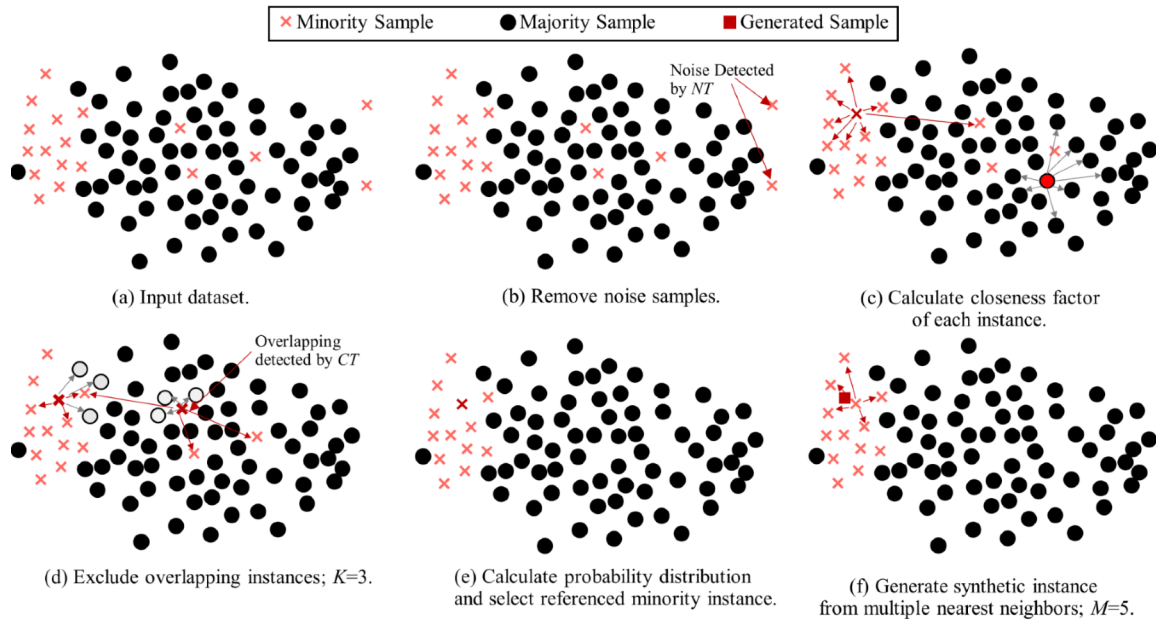 Minority Sample Majority Sample Generated Sample
Noise Detected
by NT
(a) Input dataset.
(b) Remove noise samples.
(c) Calculate closeness factor
of each instance.
Overlapping
detected by CT
(d) Exclude overlapping instances; K=3.
(e) Calculate probability distribution
and select referenced minority instance.
(f) Generate synthetic instance
from multiple nearest neighbors; M=5.